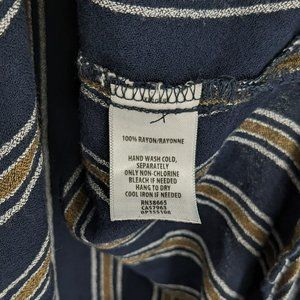 100% RAYON/RAYONNE
HAND WASH COLD,
SEPARATELY
ONLY NON-CHLORINE
BLEACH IF NEEDED
HANG TO DRY
COOL IRON IF NEEDED
RN58665
CA57965